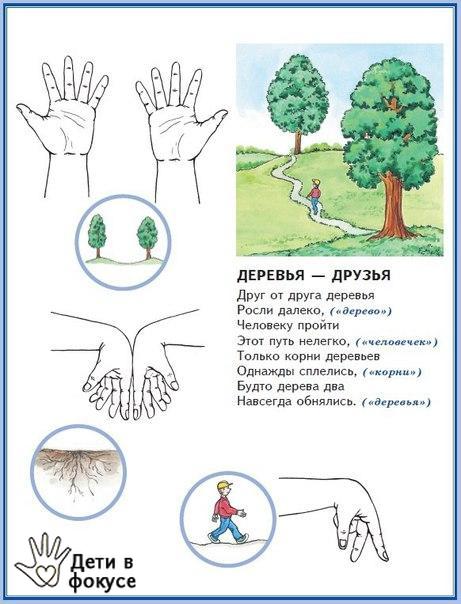 ДЕРЕВЬЯ — ДРУЗЬЯ
Друг от друга деревья
Росли далеко, («дерево»)
Человеку пройти
Этот путь нелегко, («человечек»)
Только корни деревьев
Однажды сплелись, («корни»)
Будто дерева два
Навсегда обнялись. («деревья»)
Дети в
фокусе